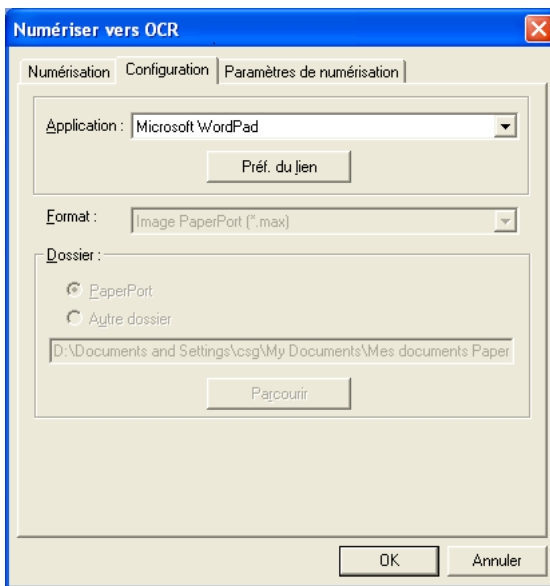 Numériser vers OCR
Numérisation Configuration Paramètres de numérisation
Application : Microsoft WordPad
Préf. du lien
Format : Image PaperPort (*.max)
Dossier :
PaperPort
Autre dossier
D:\Documents and Settings\csg\My Documents\Mes documents Paper
Parcourir
OK Annuler